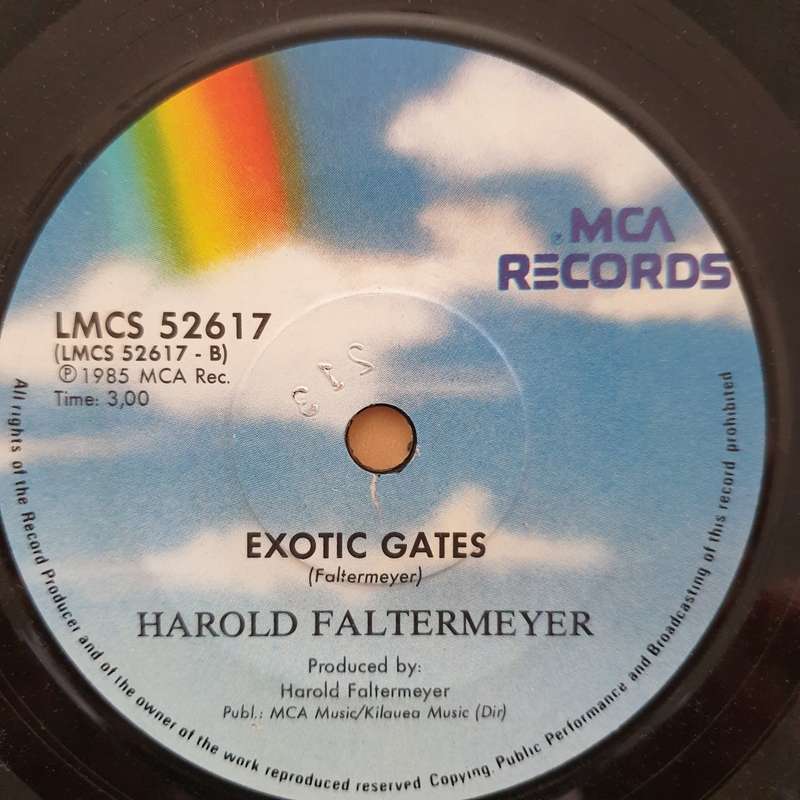 ® MCA
RECORDS
LMCS 52617
(LMCS 52617 - B)
Ⓟ 1985 MCA Rec.
Time: 3,00
213
EXOTIC GATES
(Faltermeyer)
HAROLD FALTERMEYER
Produced by:
Harold Faltermeyer
Publ.: MCA Music/Kilauea Music (Dir)
All rights of the Record Producer and of the owner of the work reproduced reserved Copying, Public Performance and Broadcasting of this record prohibited